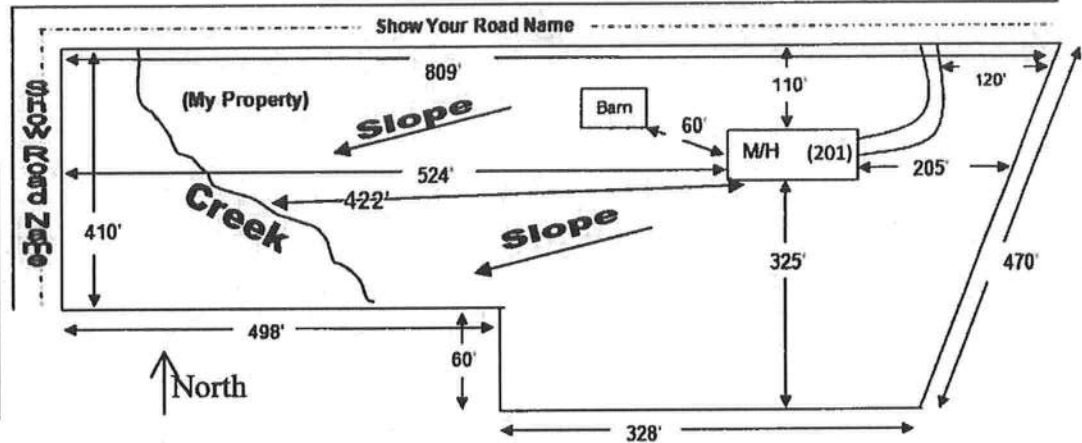 Show Your Road Name
Show Road Name
809'
110'
120'
(My Property)
Slope
Barn
60'
M/H (201)
524'
205'
422'
Creek
Slope
410'
325'
470'
498'
60'
North
328'